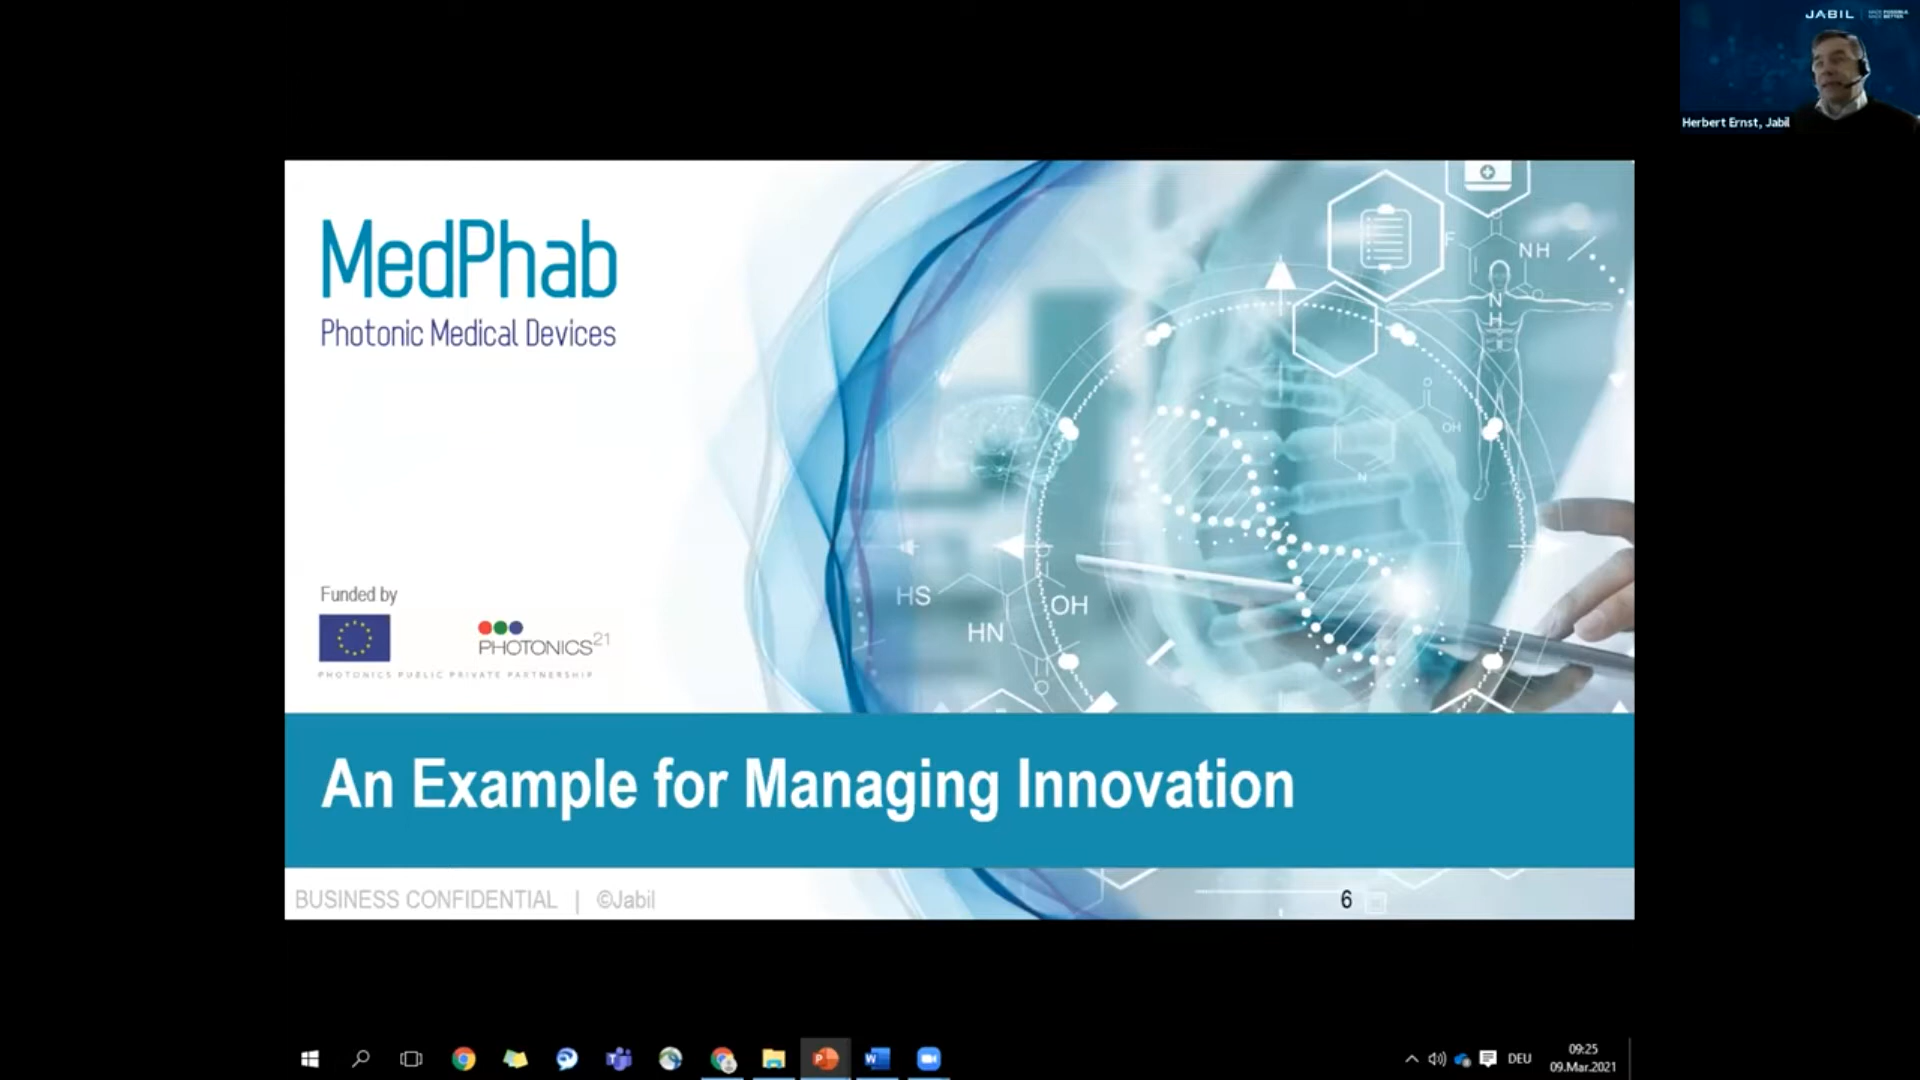 JABIL
Herbert Ernst, Jabil
MedPhab
Photonic Medical Devices
F
NH
N
H
OH
N
HS
OH
HN
O
Funded by
PHOTONICS21
PHOTONICS PUBLIC PRIVATE PARTNERSHIP
An Example for Managing Innovation
BUSINESS CONFIDENTIAL | ©Jabil
6
DEU
09:25
09.Mar.2021